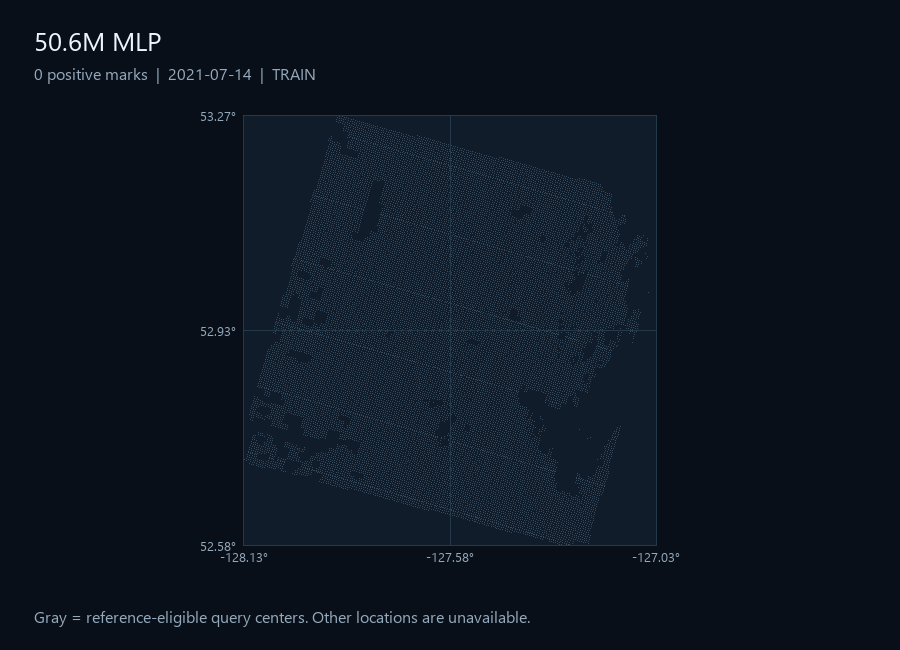 50.6M MLP
0 positive marks | 2021-07-14 | TRAIN
53.27°
52.93°
52.58°
-128.13°
-127.58°
-127.03°
Gray = reference-eligible query centers. Other locations are unavailable.